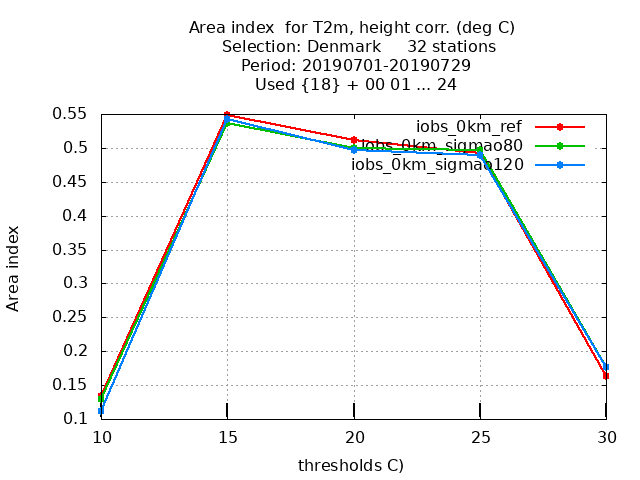 Area index for T2m, height corr. (deg C)
Selection: Denmark 32 stations
Period: 20190701-20190729
Used {18} + 00 01 ... 24
Area index
0.55
0.5
0.45
0.4
0.35
0.3
0.25
0.2
0.15
0.1
iobs_0km_ref
iobs_0km_sigmao80
iobs_0km_sigmao120
10 15 20 25 30
thresholds C)